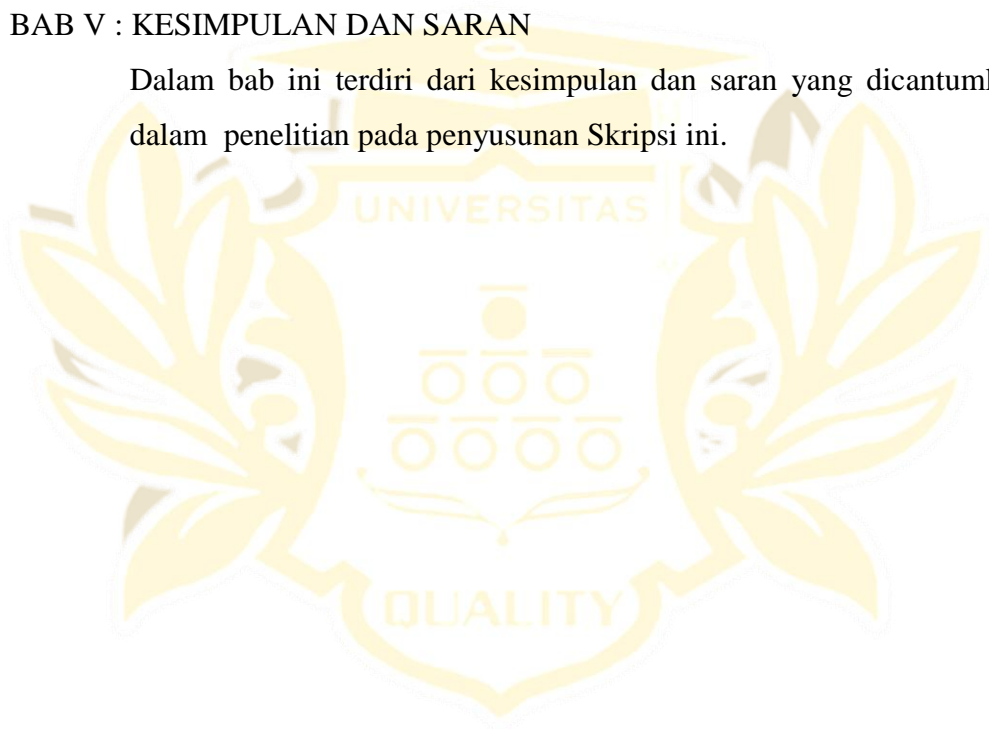 BAB V : KESIMPULAN DAN SARAN
Dalam bab ini terdiri dari kesimpulan dan saran yang
dalam penelitian pada penyusunan Skripsi ini.
UNIVERSITAS
QUALITY